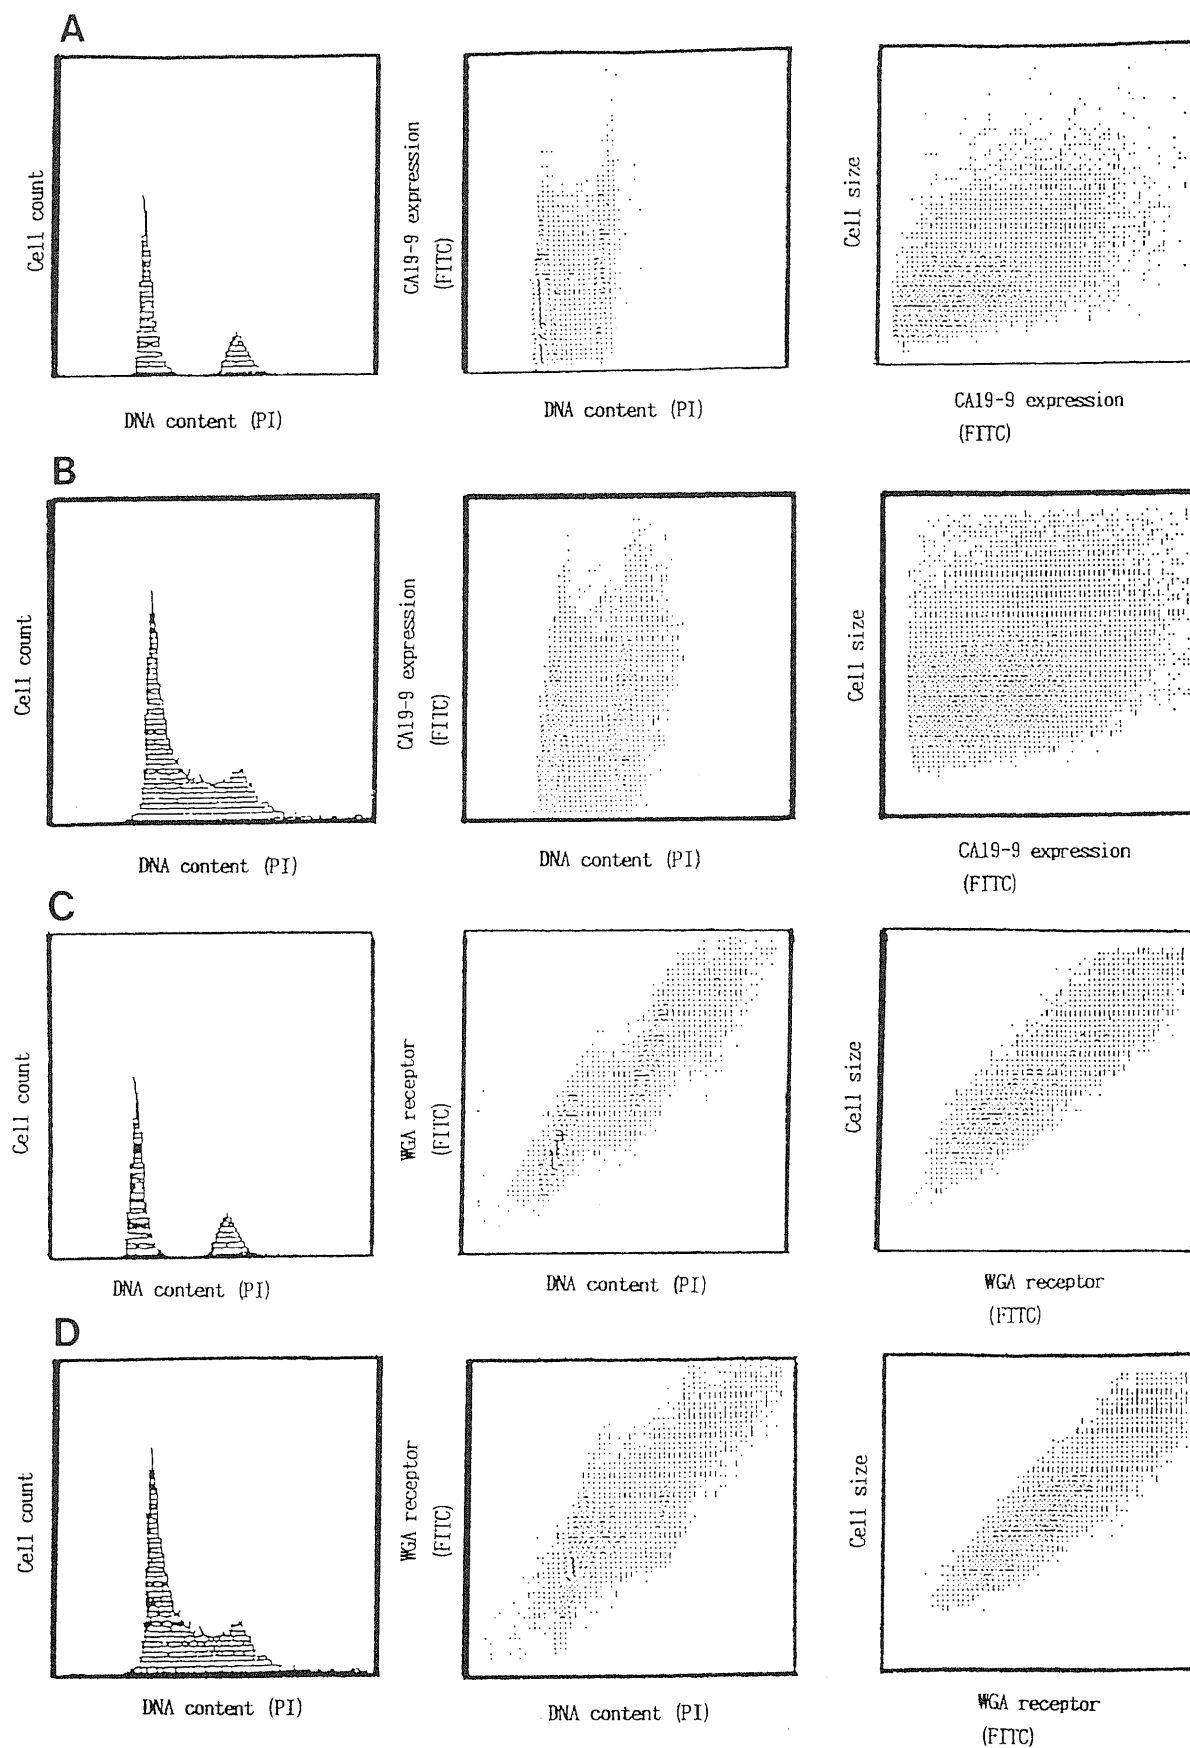 A
Cell count
DNA content (PI)
CA19-9 expression
(FITC)
DNA content (PI)
Cell size
CA19-9 expression
(FITC)
B
Cell count
DNA content (PI)
CA19-9 expression
(FITC)
DNA content (PI)
Cell size
CA19-9 expression
(FITC)
C
Cell count
DNA content (PI)
WGA receptor
(FITC)
DNA content (PI)
Cell size
WGA receptor
(FITC)
D
Cell count
DNA content (PI)
WGA receptor
(FITC)
DNA content (PI)
Cell size
WGA receptor
(FITC)